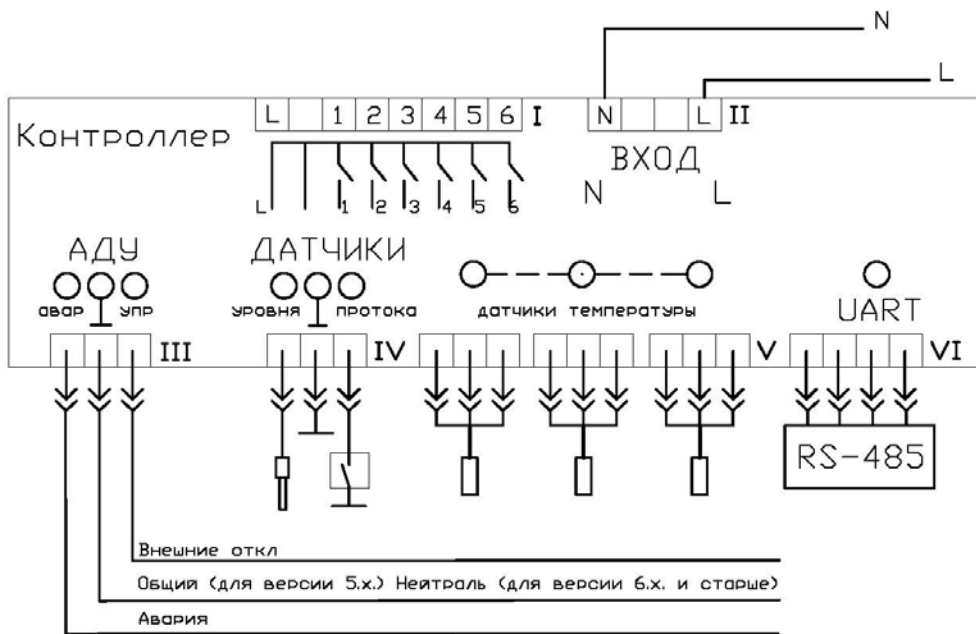 N
L
Контроллер
L 1 2 3 4 5 6 I
N L II
ВХОД
N L
L 1 2 3 4 5 6
АДУ
авар упр
ДАТЧИКИ
уровня протока
датчики температуры
UART
III
IV
V
VI
RS-485
Внешние откл
Общий (для версии 5.x.) Нейтраль (для версии 6.x. и старше)
Авария